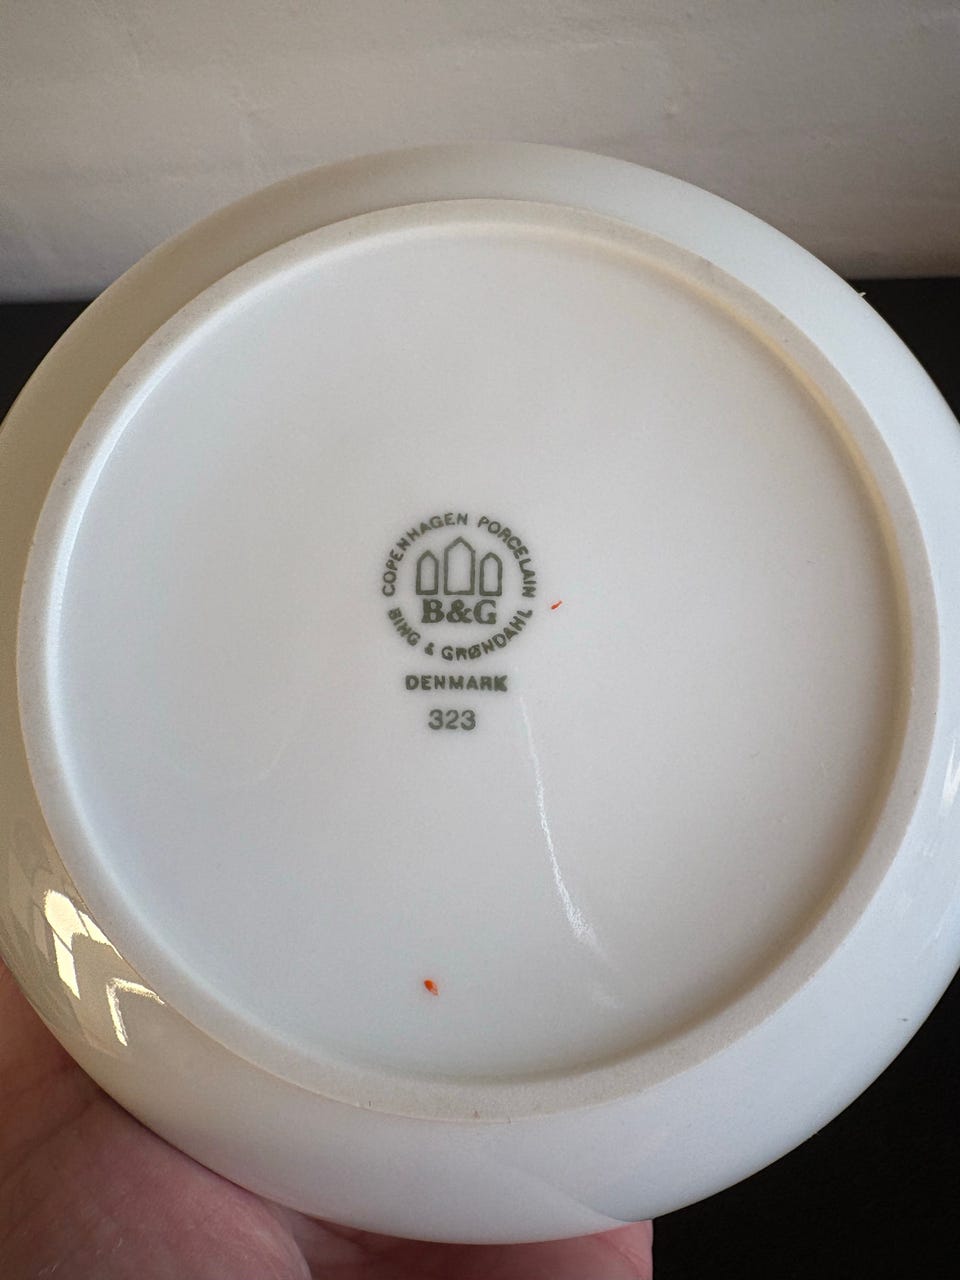 COPENHAGEN PORCELAIN
B&G
BING & GRØNDAHL
DENMARK
323